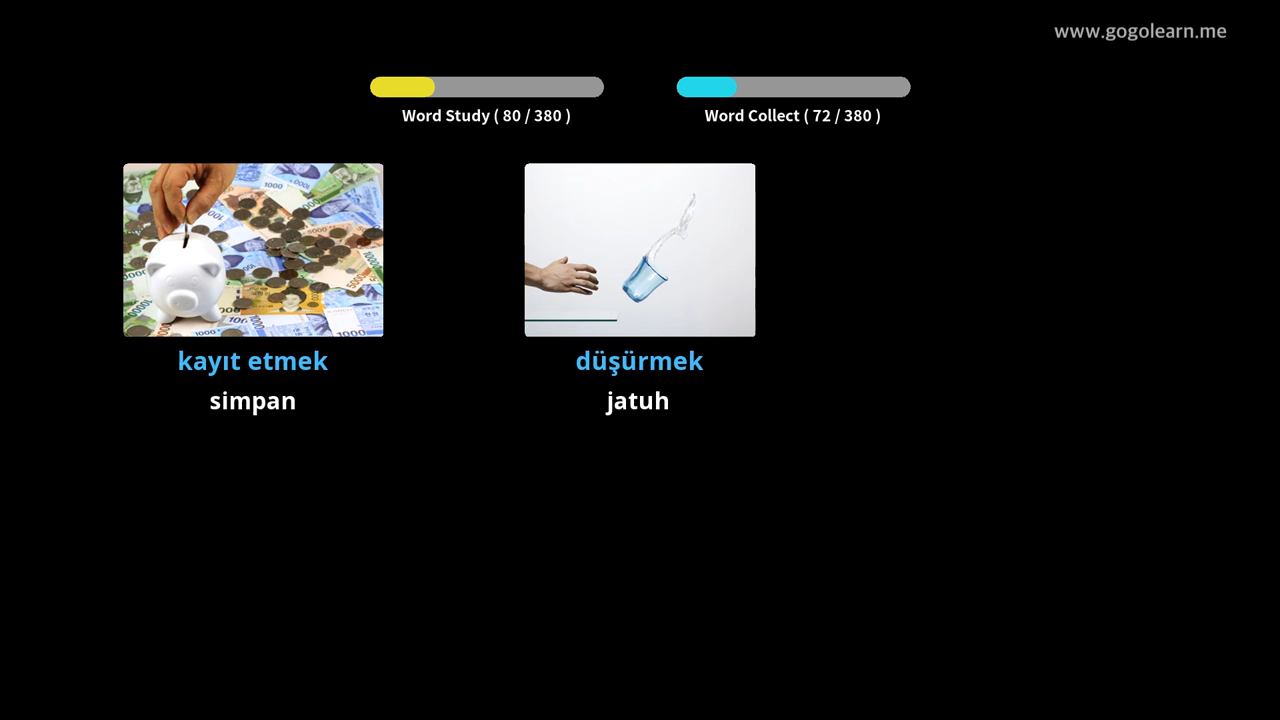 www.gogolearn.me
Word Study ( 80 / 380 )
Word Collect ( 72 / 380 )
kayıt etmek
simpan
düşürmek
jatuh